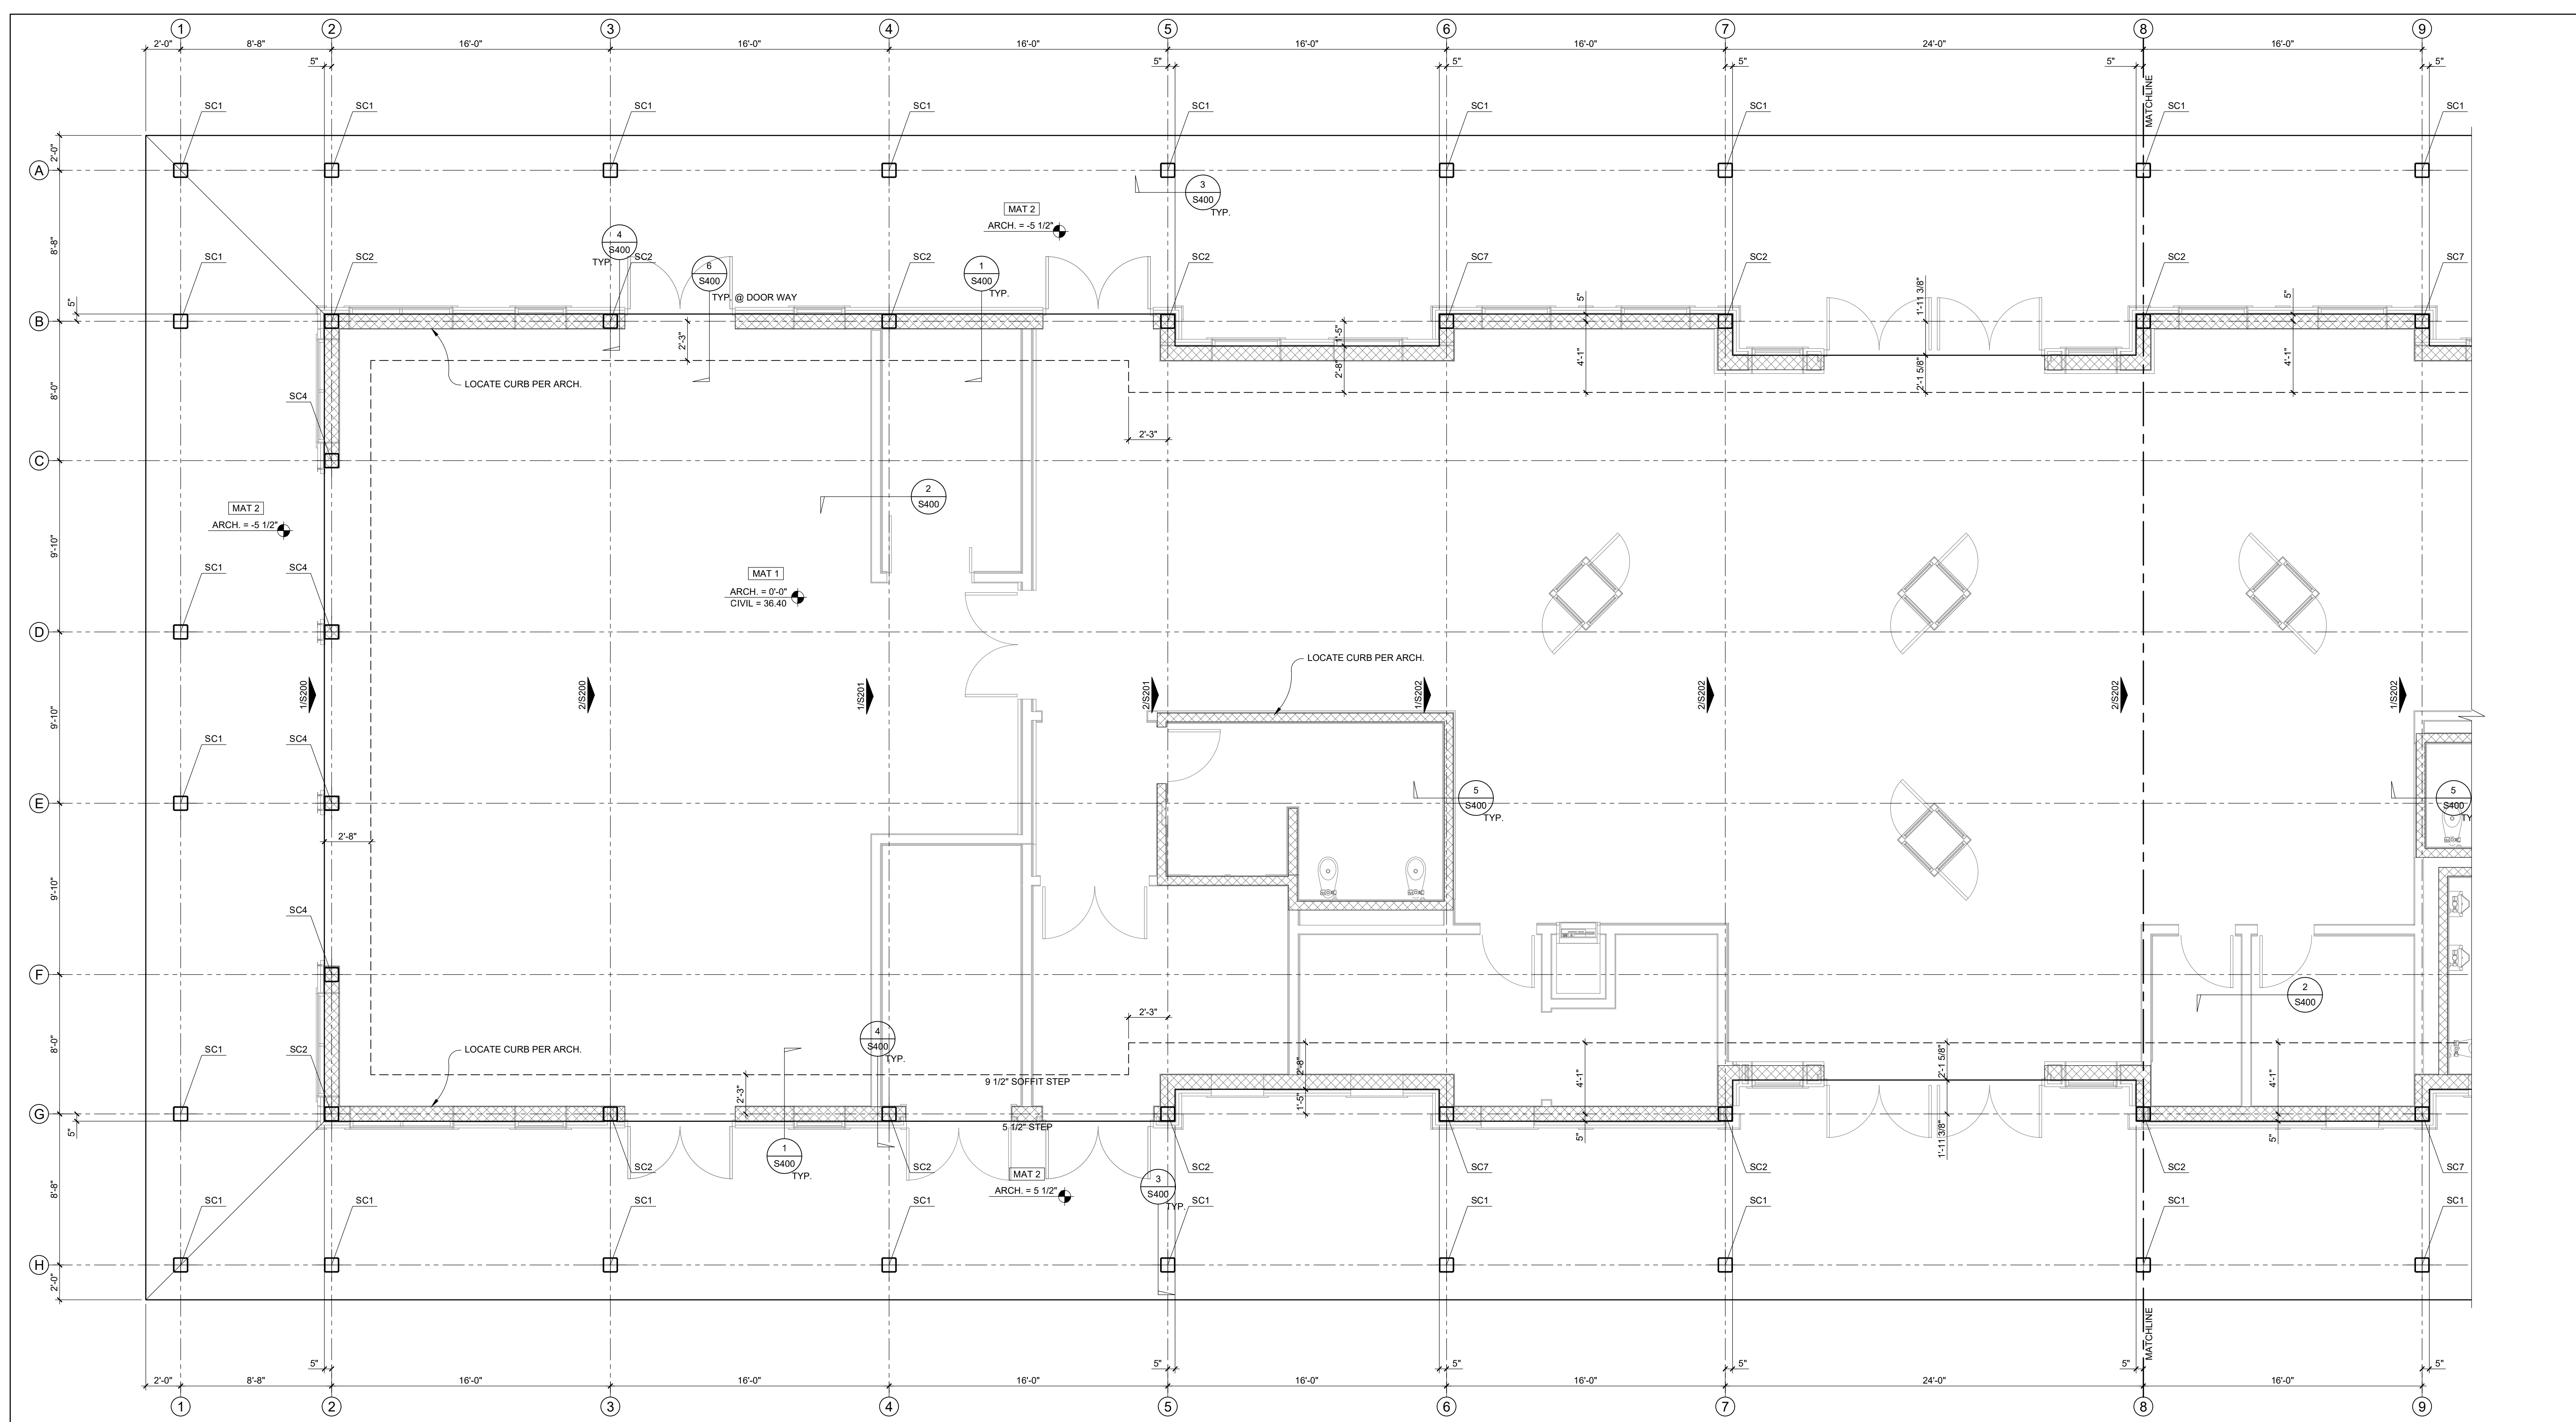 1 2 3 4 5 6 7 8 9
2'-0" 8'-8" 16'-0" 16'-0" 16'-0" 16'-0" 16'-0" 24'-0" 16'-0"
5" 5" 5" 5" 5" 5" 5"
MATCHLINE
SC1 SC1 SC1 SC1 SC1 SC1 SC1 SC1 SC1
2'-0"
A
3
S400
TYP.
MAT 2
ARCH. = -5 1/2"
4
S400
TYP.
8'-8"
SC1 SC2 SC2 SC2 SC2 SC7 SC2 SC2 SC7
6
S400
TYP. @ DOOR WAY
1
S400
TYP.
5" 5" 1'-11 3/8" 5"
B
2'-3" 1'-5"
2'-8" 4'-1" 2'-1 5/8" 4'-1"
LOCATE CURB PER ARCH.
8'-0"
SC4
2'-3"
C
2
S400
MAT 2
ARCH. = -5 1/2"
9'-10"
SC1 SC4
MAT 1
ARCH. = 0'-0"
CIVIL = 36.40
D
LOCATE CURB PER ARCH.
1/S200 2/S200 1/S201 2/S201 1/S202 2/S202 2/S202 1/S202
9'-10"
SC1 SC4
E
5
S400
TYP.
5
S400
TY
2'-8"
9'-10"
SC4
F
2
S400
2'-3"
4
S400
TYP.
8'-0"
SC1 SC2
LOCATE CURB PER ARCH.
2'-8" 4'-1" 2'-1 5/8" 4'-1"
9 1/2" SOFFIT STEP
2'-3" 1'-5"
G
5 1/2" STEP
5" 5" 1'-11 3/8" 5"
1
S400
TYP.
SC2 SC2 SC2 SC7 SC2 SC2 SC7
MAT 2
ARCH. = 5 1/2"
3
S400
TYP.
8'-8"
SC1 SC1 SC1 SC1 SC1 SC1 SC1 SC1 SC1
H
2'-0"
MATCHLINE
5" 5" 5" 5" 5" 5" 5"
2'-0" 8'-8" 16'-0" 16'-0" 16'-0" 16'-0" 16'-0" 24'-0" 16'-0"
1 2 3 4 5 6 7 8 9